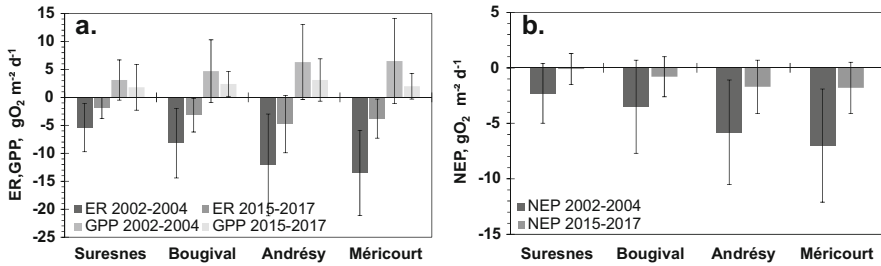 a.
ER,GPP, gO₂ m⁻² d⁻¹
15
10
5
0
-5
-10
-15
-20
-25
ER 2002-2004
ER 2015-2017
GPP 2002-2004
GPP 2015-2017
Suresnes
Bougival
Andrésy
Méricourt
b.
NEP, gO₂ m⁻² d⁻¹
5
0
-5
-10
-15
NEP 2002-2004
NEP 2015-2017
Suresnes
Bougival
Andrésy
Méricourt